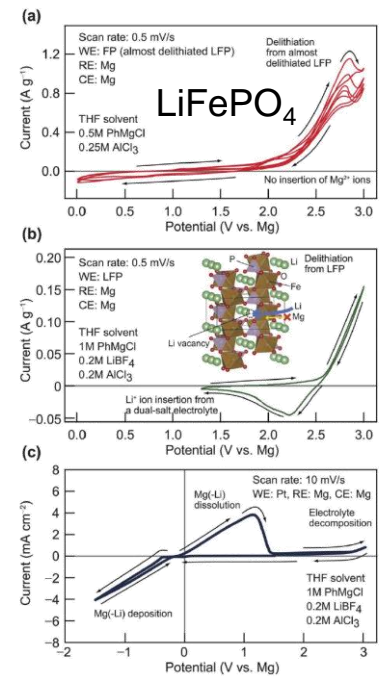 (a)
Scan rate: 0.5 mV/s
WE: FP (almost delithiated LFP)
RE: Mg
CE: Mg
Delithiation
from almost
delithiated LFP
LiFePO4
THF solvent
0.5M PhMgCl
0.25M AlCl3
No insertion of Mg2+ ions
Current (A g−1)
1.2
0.8
0.4
0.0
0.0 0.5 1.0 1.5 2.0 2.5 3.0
Potential (V vs. Mg)
(b)
Scan rate: 0.5 mV/s
WE: LFP
RE: Mg
CE: Mg
THF solvent
1M PhMgCl
0.2M LiBF4
0.2M AlCl3
P
Li
O
Fe
Li
Mg
Li vacancy
Delithiation
from LFP
Li+ ion insertion from
a dual-salt electrolyte
Current (A g−1)
0.20
0.15
0.10
0.05
0
−0.05
0.0 0.5 1.0 1.5 2.0 2.5 3.0
Potential (V vs. Mg)
(c)
Scan rate: 10 mV/s
WE: Pt, RE: Mg, CE: Mg
Mg(-Li)
dissolution
Electrolyte
decomposition
Mg(-Li) deposition
THF solvent
1M PhMgCl
0.2M LiBF4
0.2M AlCl3
Current (mA cm−2)
8
6
4
2
0
−2
−4
−6
−8
−2 −1 0 1 2 3
Potential (V vs. Mg)